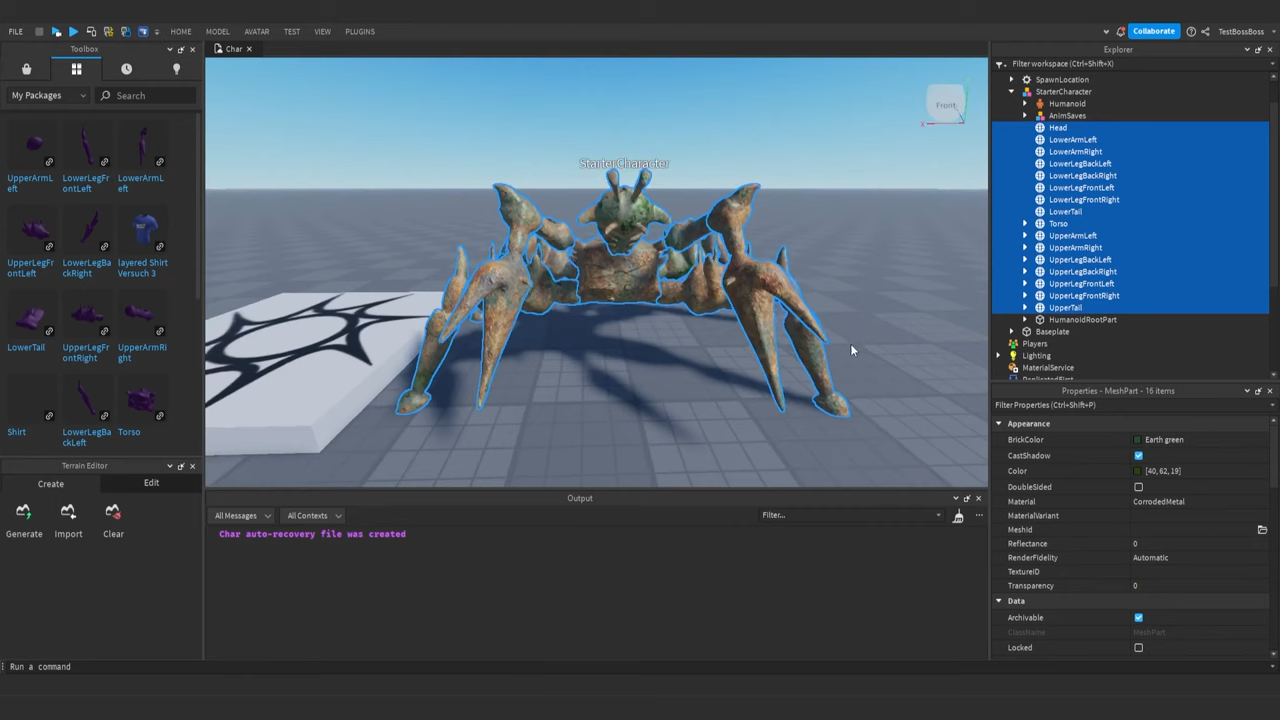 FILE HOME MODEL AVATAR TEST VIEW PLUGINS Collaborate TestBossBoss
Toolbox
My Packages Search
UpperArmLeft
LowerLegFrontLeft
LowerArmLeft
UpperLegFrontLeft
LowerLegBackRight
layered Shirt Versuch 3
LowerTail
UpperLegFrontRight
UpperArmRight
Shirt
LowerLegBackLeft
Torso
Terrain Editor
Create Edit
Generate Import Clear
Char
StarterCharacter
Front
X
Output
All Messages All Contexts Filter...
Char auto-recovery file was created
Explorer
Filter workspace (Ctrl+Shift+X)
SpawnLocation
StarterCharacter
Humanoid
AnimSaves
Head
LowerArmLeft
LowerArmRight
LowerLegBackLeft
LowerLegBackRight
LowerLegFrontLeft
LowerLegFrontRight
LowerTail
Torso
UpperArmLeft
UpperArmRight
UpperLegBackLeft
UpperLegBackRight
UpperLegFrontLeft
UpperLegFrontRight
UpperTail
HumanoidRootPart
Baseplate
Players
Lighting
MaterialService
ReplicatedFirst
Properties - MeshPart - 16 items
Filter Properties (Ctrl+Shift+P)
Appearance
BrickColor Earth green
CastShadow
Color [40, 62, 19]
DoubleSided
Material CorrodedMetal
MaterialVariant
MeshId
Reflectance 0
RenderFidelity Automatic
TextureID
Transparency 0
Data
Archivable
ClassName MeshPart
Locked
Run a command